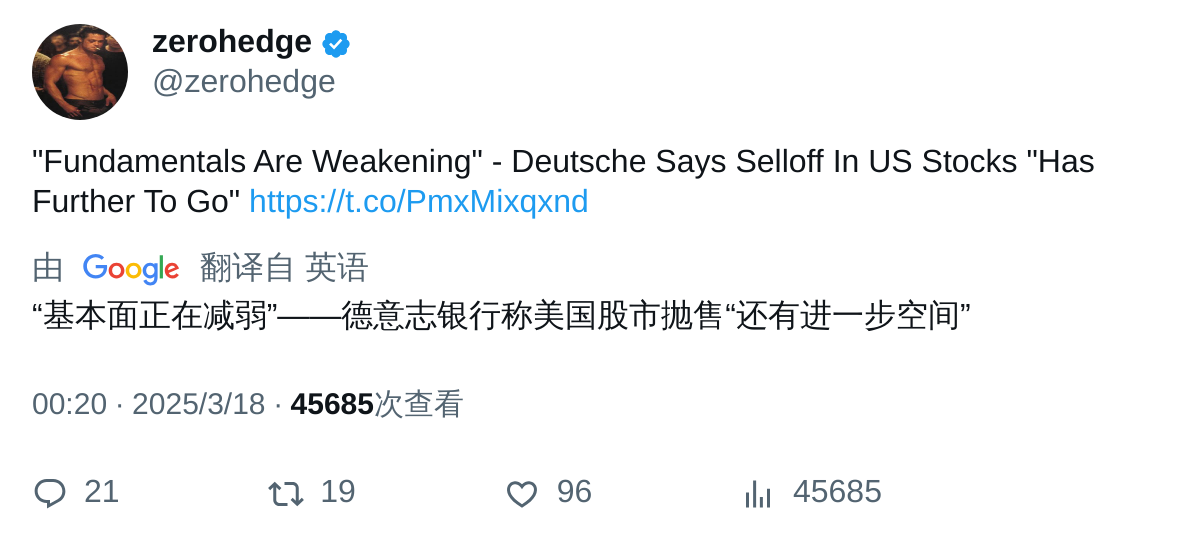 zerohedge
@zerohedge
"Fundamentals Are Weakening" - Deutsche Says Selloff In US Stocks "Has
Further To Go" https://t.co/PmxMixqxnd
由 Google 翻译自 英语
“基本面正在减弱”——德意志银行称美国股市抛售“还有进一步空间”
00:20 · 2025/3/18 · 45685次查看
21 19 96 45685